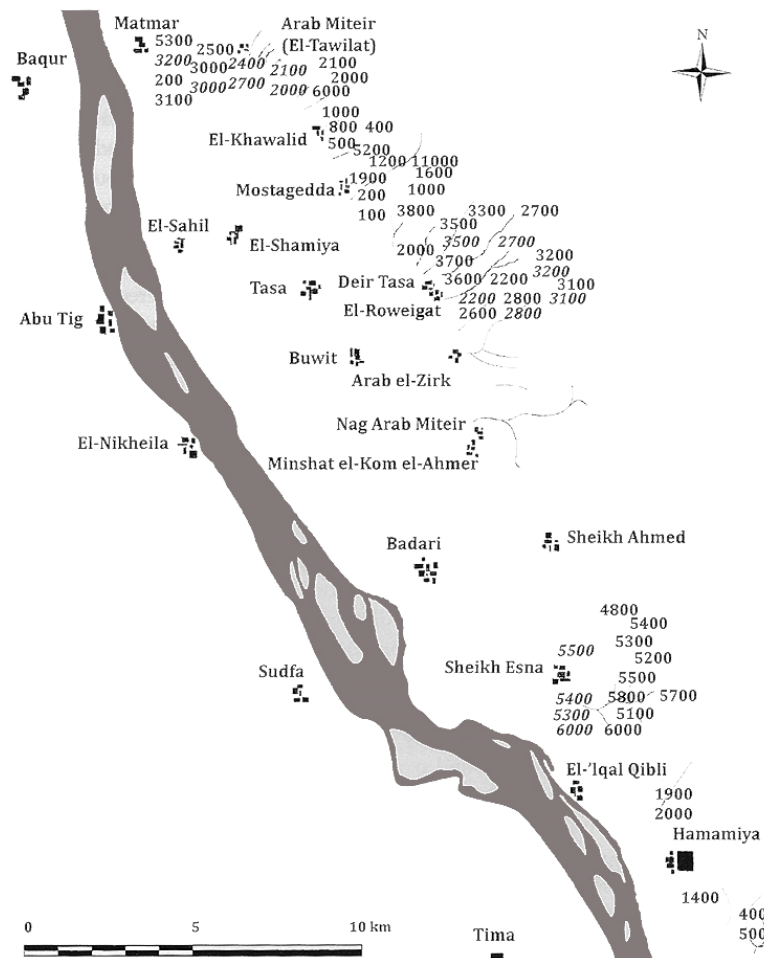 Matmar
Arab Miteir
(El-Tawilat)
N
Baqur
5300
2500
3200
3000
2400
2100
2100
200
3000
2700
2000
2000
6000
3100
El-Khawalid
1000
800 400
500
5200
1200 11000
1900
1600
Mostagedda
200
1000
100
3800
3300 2700
El-Sahil
El-Shamiya
3500
2000
3500
2700
3700
3200
3200
Tasa
Deir Tasa
3600 2200
3100
El-Roweigat
2200 2800 3100
2600 2800
Abu Tig
Buwit
Arab el-Zirk
Nag Arab Miteir
El-Nikheila
Minshat el-Kom el-Ahmer
Badari
Sheikh Ahmed
4800
5400
5500
5300
5200
Sudfa
Sheikh Esna
5500
5400 5800 5700
5300 5100
6000 6000
El-'Iqal Qibli
1900
2000
Hamamiya
1400
400
500
0 5 10 km
Tima